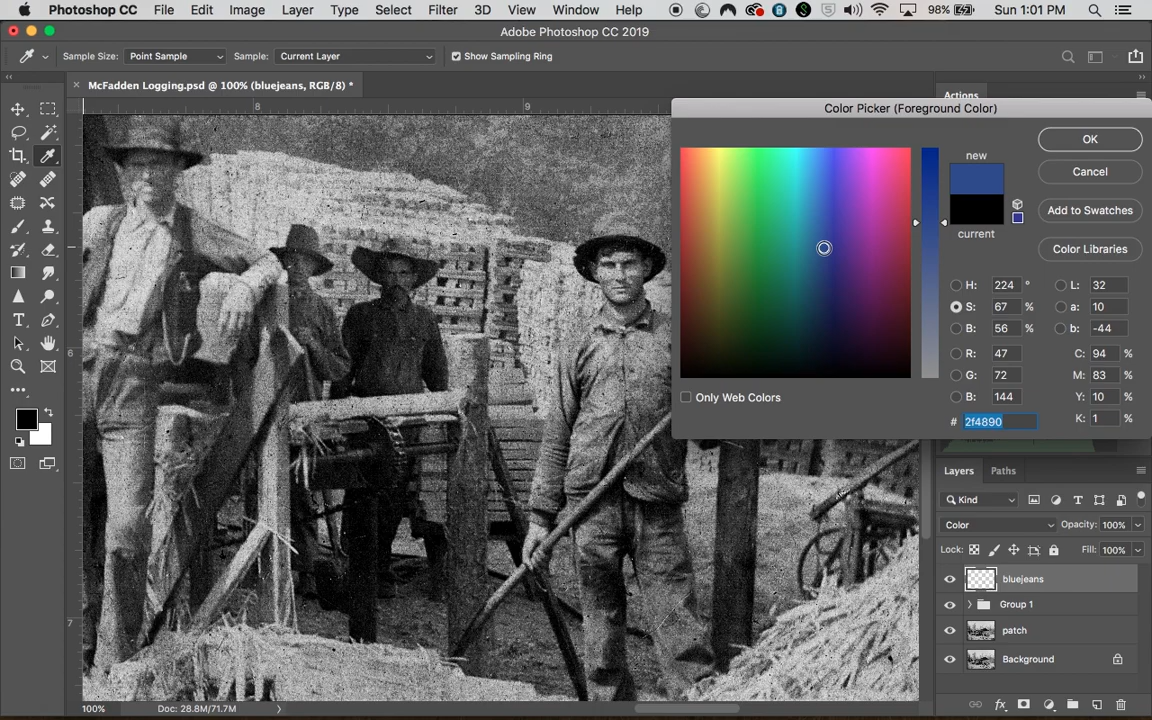 Photoshop CC File Edit Image Layer Type Select Filter 3D View Window Help 98% Sun 1:01 PM
Adobe Photoshop CC 2019
Sample Size: Point Sample Sample: Current Layer Show Sampling Ring
× McFadden Logging.psd @ 100% (bluejeans, RGB/8) *
Actions
8 9
6
7
Color Picker (Foreground Color)
new
current
OK
Cancel
Add to Swatches
Color Libraries
H: 224 ° L: 32
S: 67 % a: 10
B: 56 % b: -44
R: 47 C: 94 %
G: 72 M: 83 %
B: 144 Y: 10 %
# 2f4890 K: 1 %
Only Web Colors
Layers Paths
Kind
Color Opacity: 100%
Lock: Fill: 100%
bluejeans
Group 1
patch
Background
100% Doc: 28.8M/71.7M